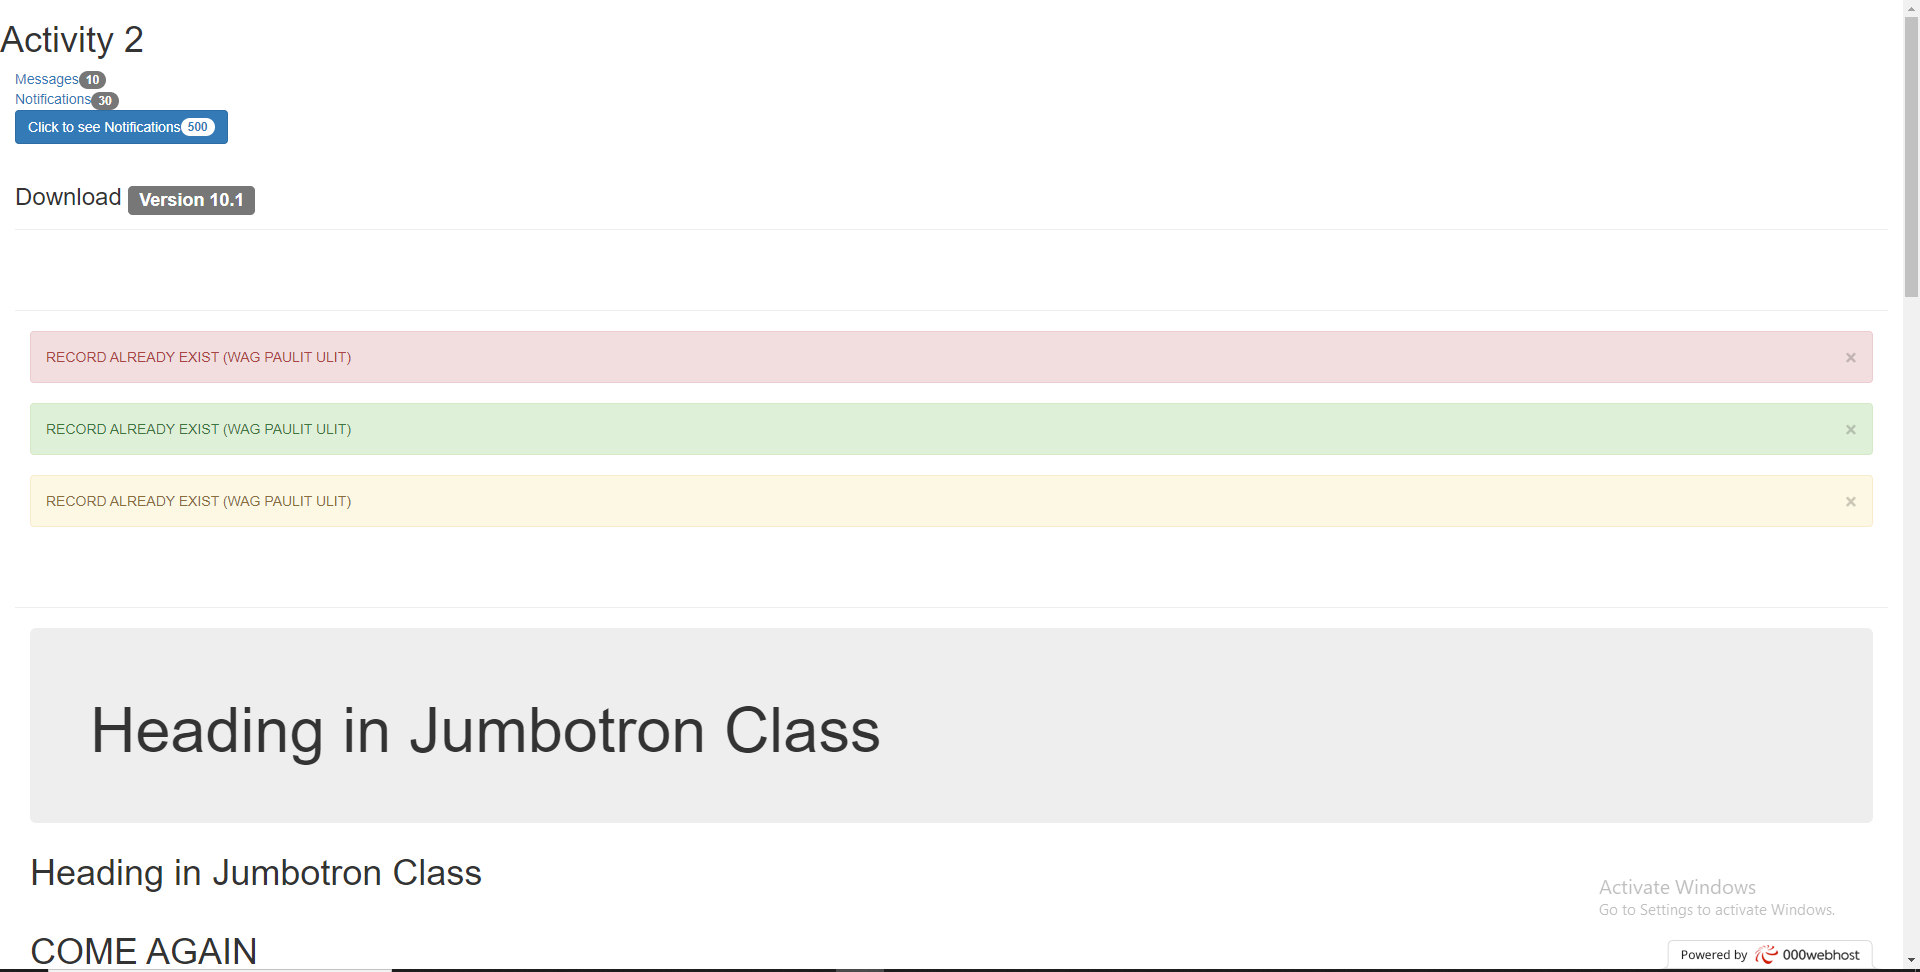 Activity 2
Messages 10
Notifications 30
Click to see Notifications 500
Download Version 10.1
RECORD ALREADY EXIST (WAG PAULIT ULIT) ×
RECORD ALREADY EXIST (WAG PAULIT ULIT) ×
RECORD ALREADY EXIST (WAG PAULIT ULIT) ×
Heading in Jumbotron Class
Heading in Jumbotron Class
COME AGAIN
Activate Windows
Go to Settings to activate Windows.
Powered by 000webhost